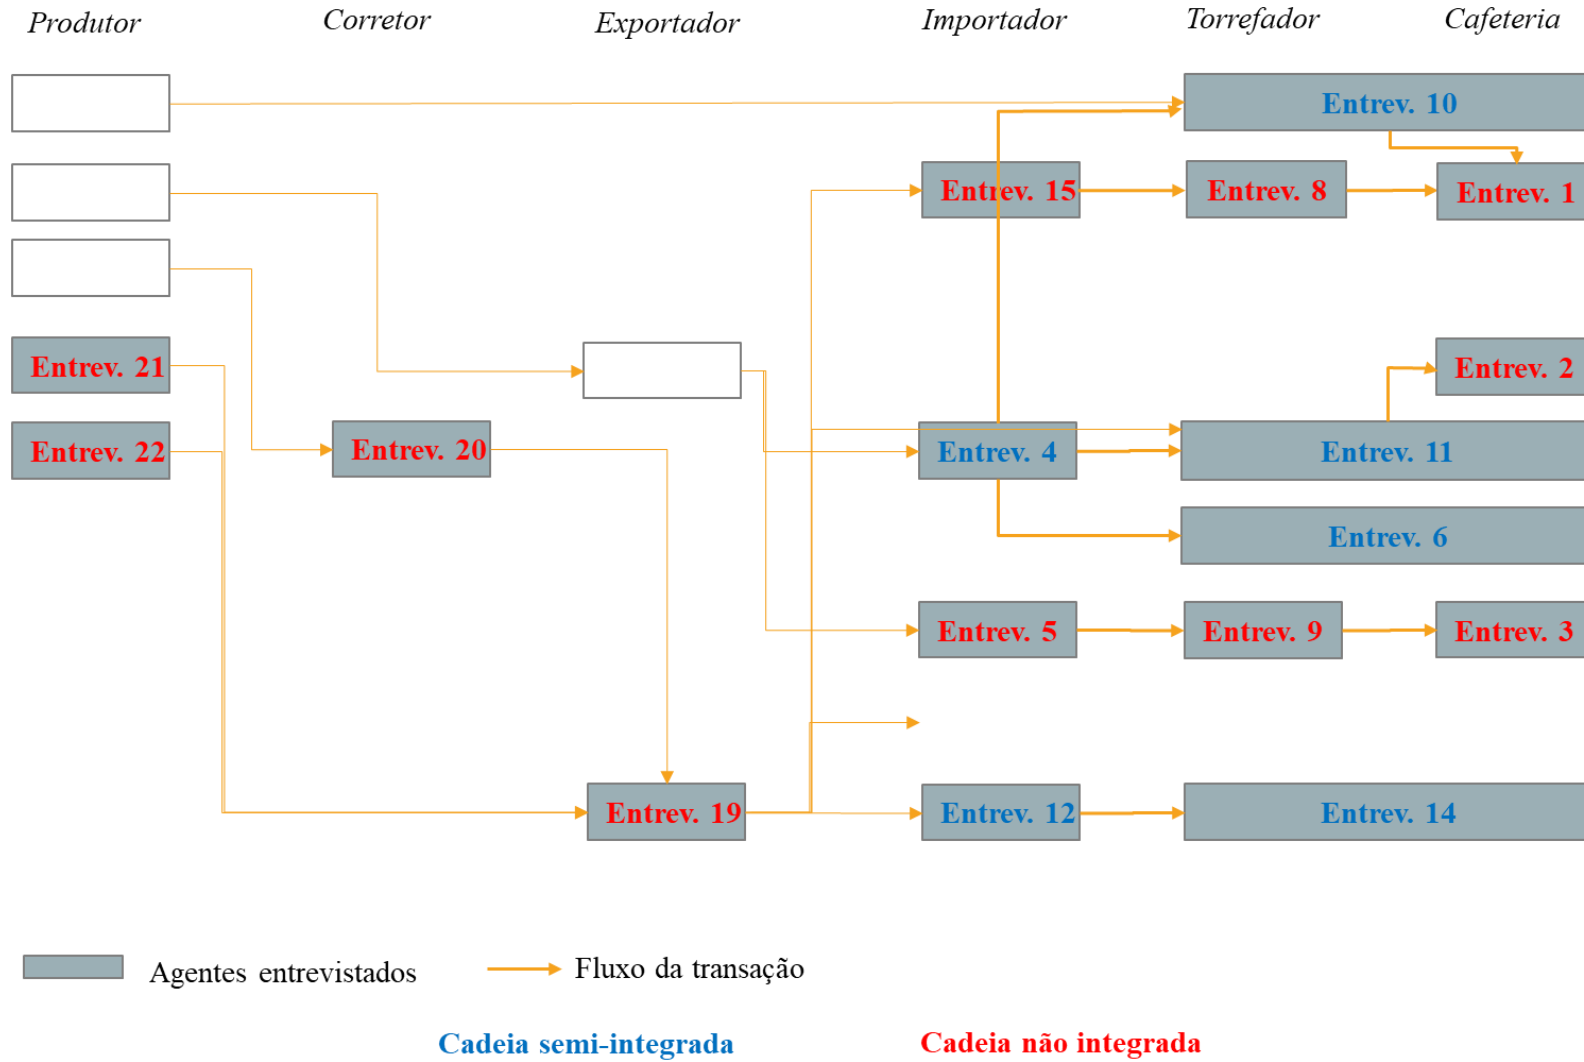 Produtor Corretor Exportador Importador Torrefador Cafeteria
Entrev. 10
Entrev. 15 Entrev. 8 Entrev. 1
Entrev. 21 Entrev. 2
Entrev. 22 Entrev. 20 Entrev. 4 Entrev. 11
Entrev. 6
Entrev. 5 Entrev. 9 Entrev. 3
Entrev. 19 Entrev. 12 Entrev. 14
Agentes entrevistados Fluxo da transação
Cadeia semi-integrada Cadeia não integrada